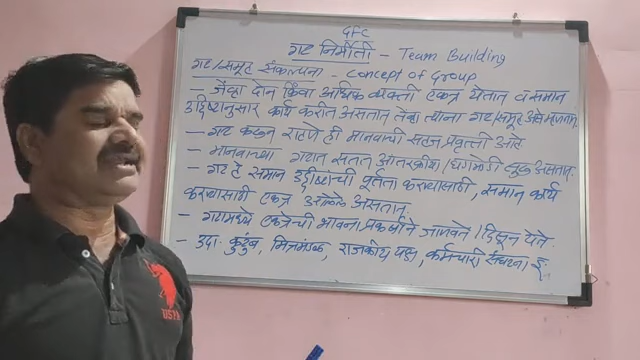 GFC
गट निर्मिती - Team Building
गट/समूह संकल्पना - Concept of Group
- जेव्हा दोन किंवा अधिक व्यक्ती एकत्र येतात व समान
उद्दिष्टानुसार कार्य करीत असतात तेव्हा त्यांना गट/समूह असे म्हणतात.
- गट करून राहणे ही मानवाची सहज प्रवृत्ती आहे.
- मानवाच्या गटात सतत आंतरक्रीया / घडामोडी सुरू असतात.
- गट हे समान उद्दीष्टांची पूर्तता करण्यासाठी, समान कार्य
करण्यासाठी एकत्र आलेले असतात.
- गटामध्ये एकत्रेची भावना प्रकर्षाने जाणवते / दिसून येते.
- उदा. कुटुंब, मित्रमंडळ, राजकीय पक्ष, कर्मचारी संघटना इ.